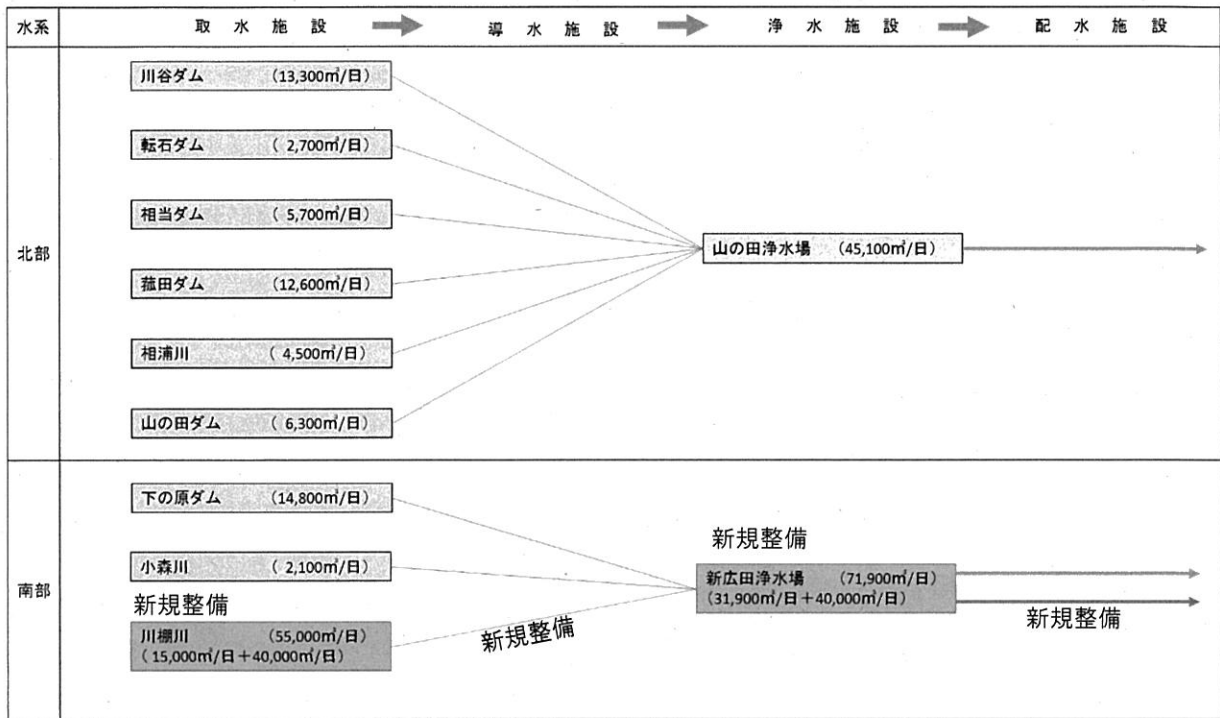 水系 取水施設 導水施設 浄水施設 配水施設
北部
川谷ダム (13,300㎥/日)
転石ダム ( 2,700㎥/日)
相当ダム ( 5,700㎥/日)
菰田ダム (12,600㎥/日)
相浦川 ( 4,500㎥/日)
山の田ダム ( 6,300㎥/日)
山の田浄水場 (45,100㎥/日)
南部
下の原ダム (14,800㎥/日)
小森川 ( 2,100㎥/日)
新規整備
川棚川 (55,000㎥/日)
( 15,000㎥/日+40,000㎥/日)
新規整備
新規整備
新広田浄水場 (71,900㎥/日)
(31,900㎥/日+40,000㎥/日)
新規整備